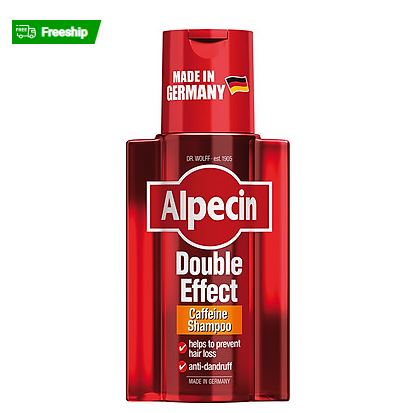 FREE
Freeship
MADE IN
GERMANY
DR. WOLFF · est. 1905
Alpecin
Double
Effect
Caffeine
Shampoo
helps to prevent
hair loss
anti-dandruff
MADE IN GERMANY